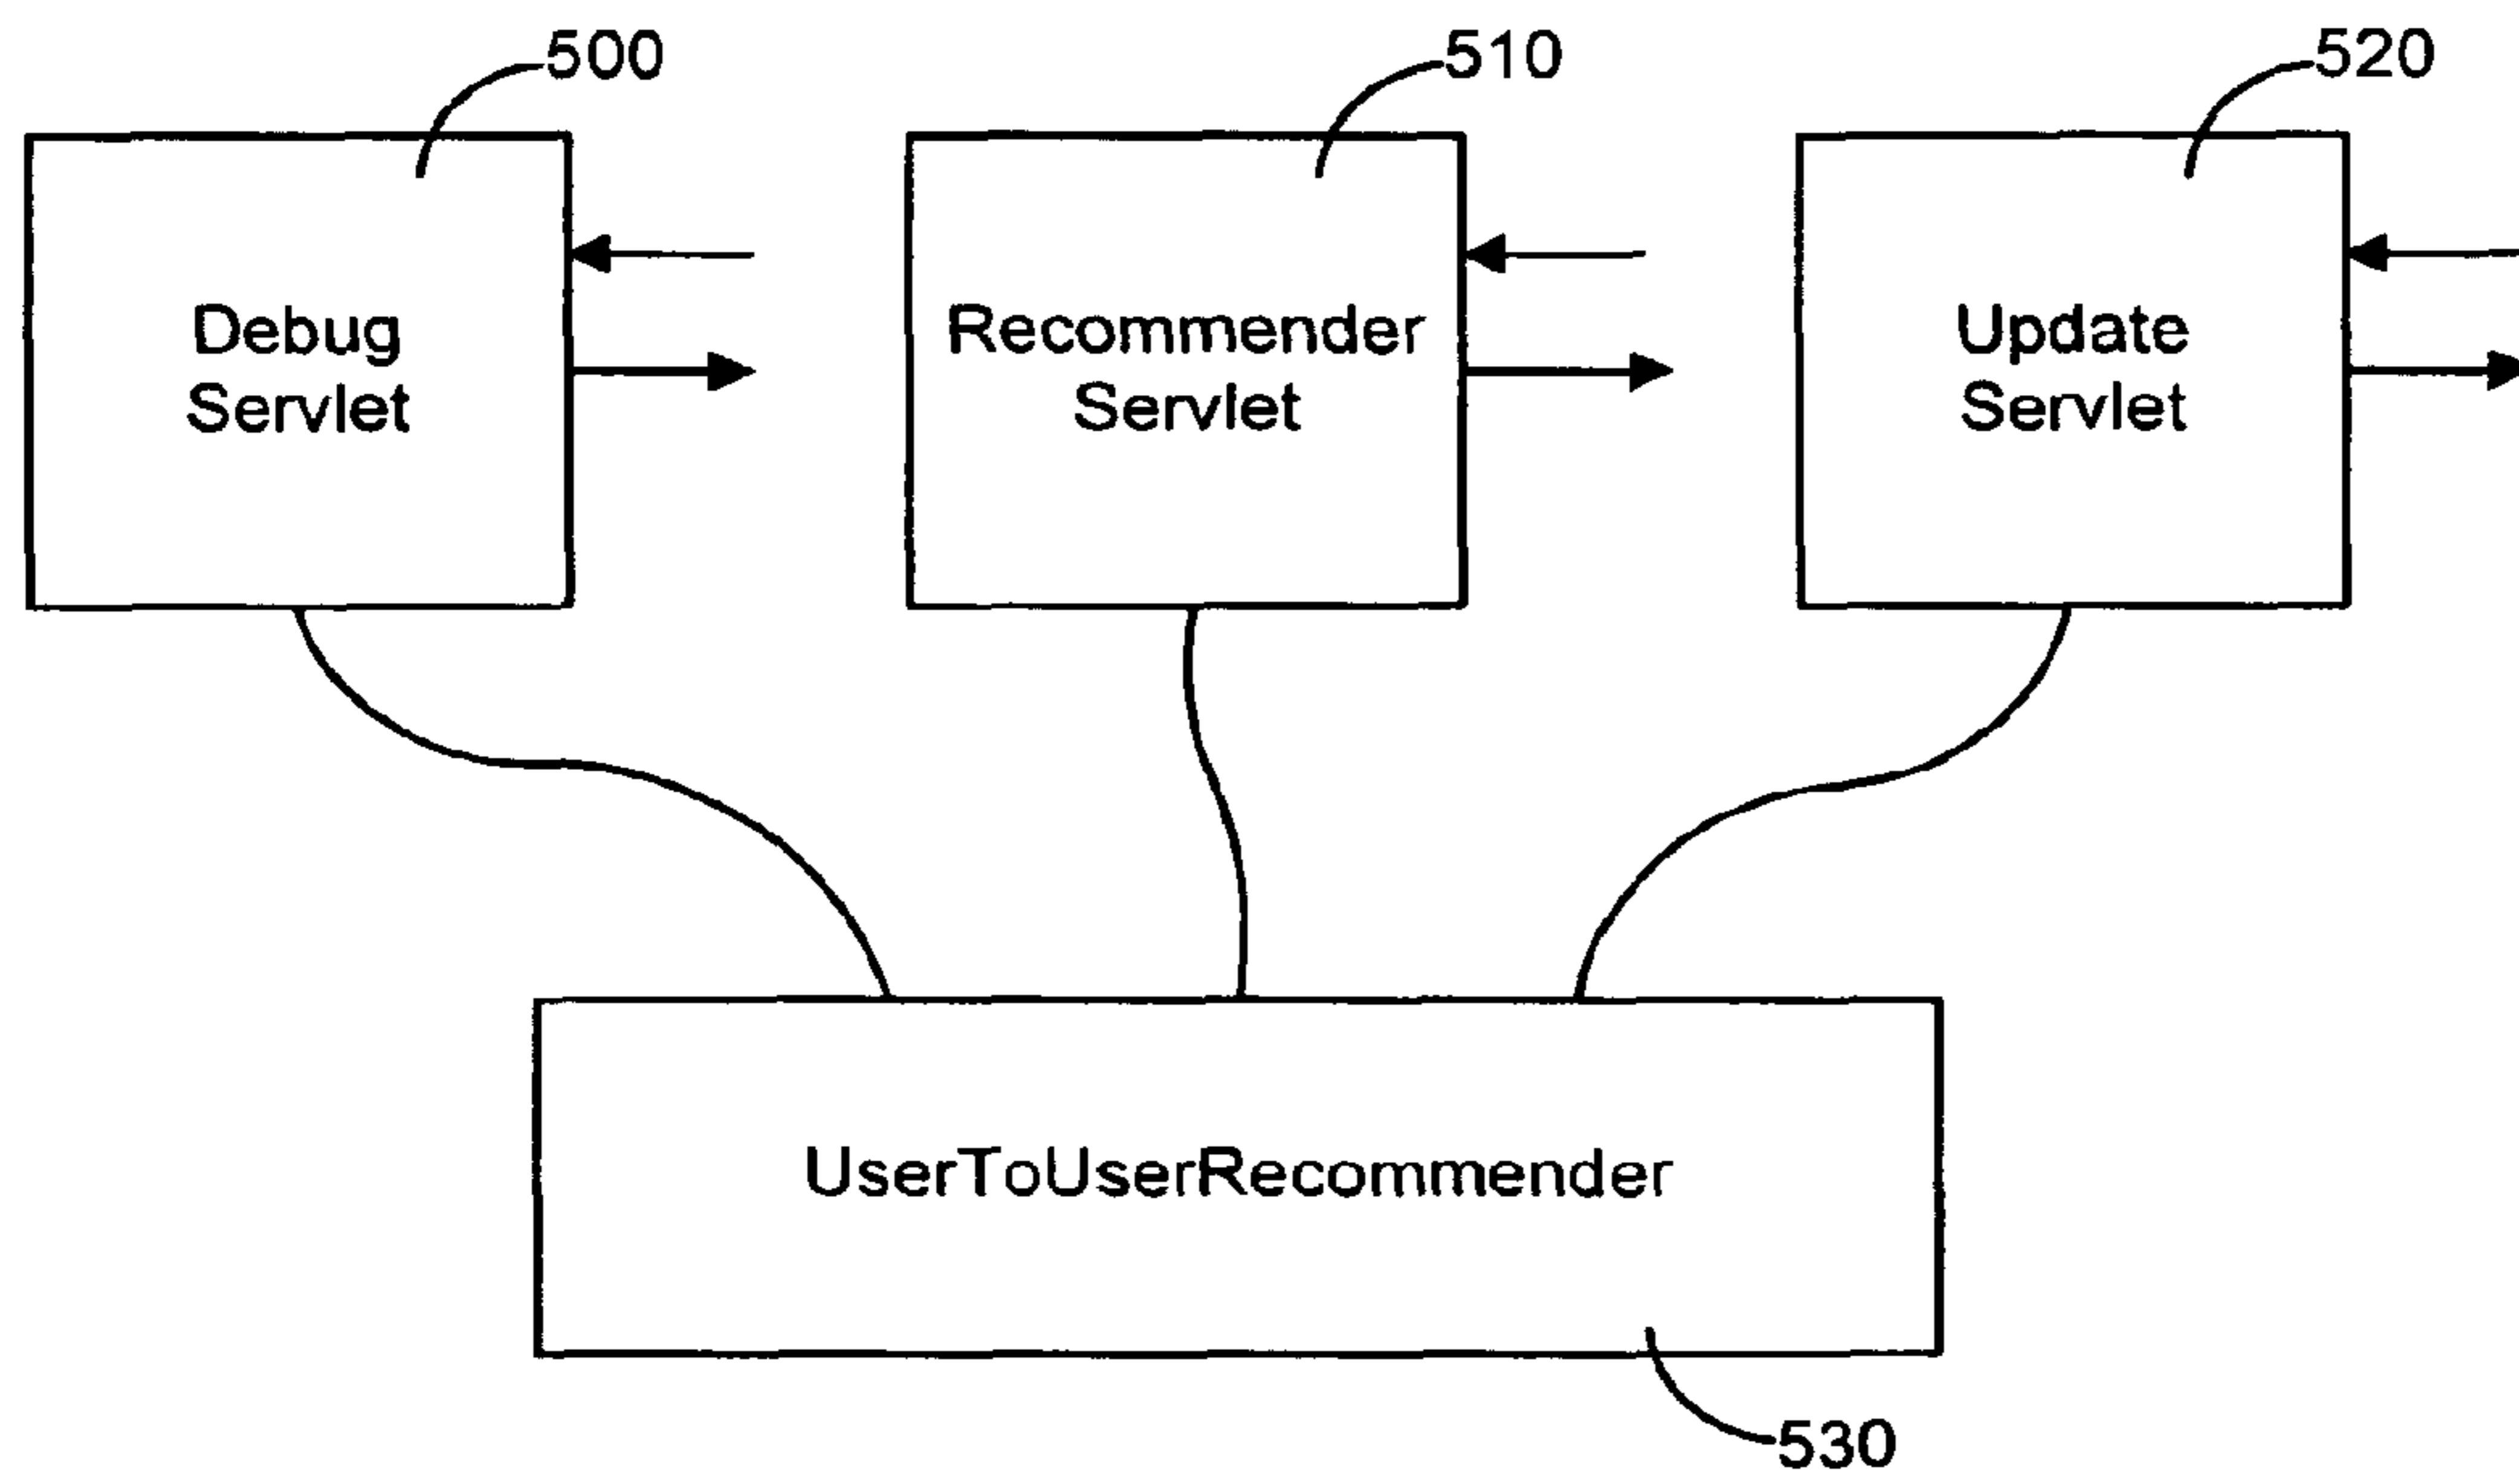 500
510
520
Debug
Servlet
Recommender
Servlet
Update
Servlet
UserToUserRecommender
530